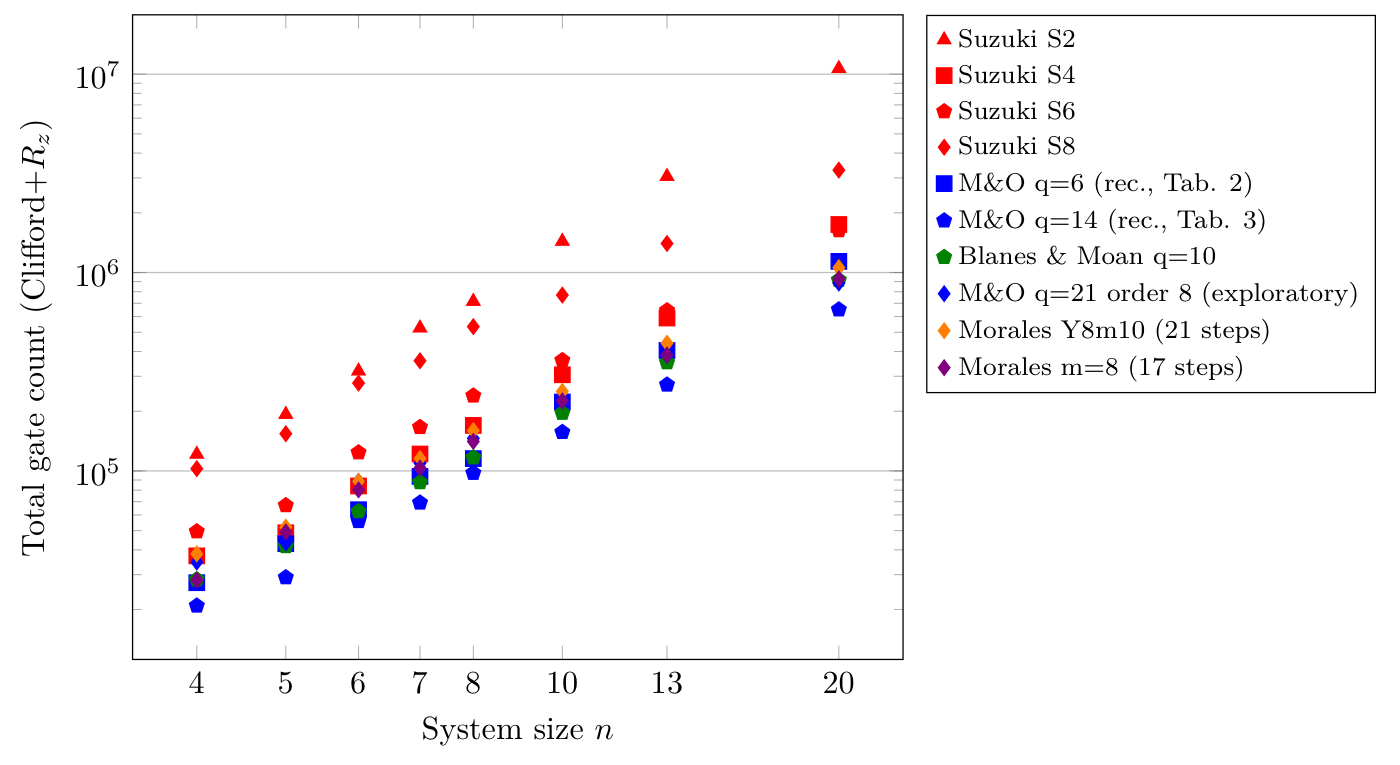 10^7
10^6
10^5
Total gate count (Clifford+R_z)
4 5 6 7 8 10 13 20
System size n
Suzuki S2
Suzuki S4
Suzuki S6
Suzuki S8
M&O q=6 (rec., Tab. 2)
M&O q=14 (rec., Tab. 3)
Blanes & Moan q=10
M&O q=21 order 8 (exploratory)
Morales Y8m10 (21 steps)
Morales m=8 (17 steps)